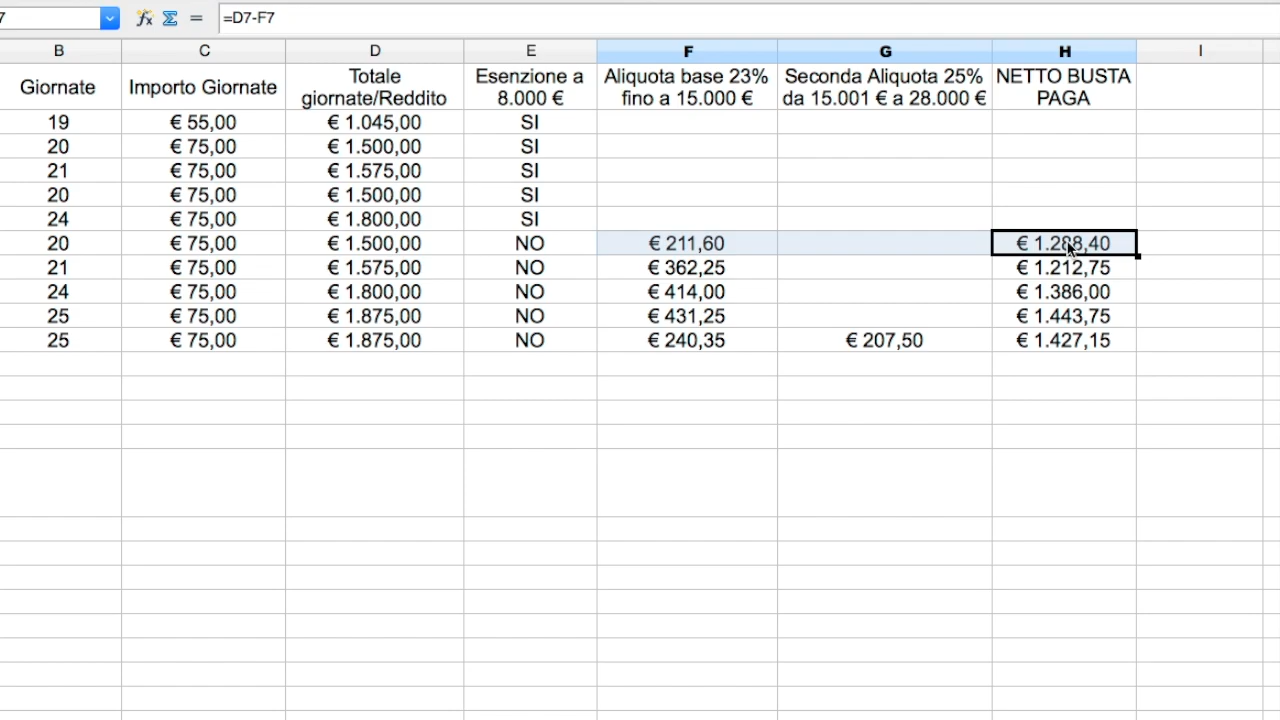 7 fx Σ = =D7-F7
B C D E F G H I
Giornate Importo Giornate Totale giornate/Reddito Esenzione a 8.000 € Aliquota base 23% fino a 15.000 € Seconda Aliquota 25% da 15.001 € a 28.000 € NETTO BUSTA PAGA
19 € 55,00 € 1.045,00 SI
20 € 75,00 € 1.500,00 SI
21 € 75,00 € 1.575,00 SI
20 € 75,00 € 1.500,00 SI
24 € 75,00 € 1.800,00 SI
20 € 75,00 € 1.500,00 NO € 211,60 € 1.288,40
21 € 75,00 € 1.575,00 NO € 362,25 € 1.212,75
24 € 75,00 € 1.800,00 NO € 414,00 € 1.386,00
25 € 75,00 € 1.875,00 NO € 431,25 € 1.443,75
25 € 75,00 € 1.875,00 NO € 240,35 € 207,50 € 1.427,15